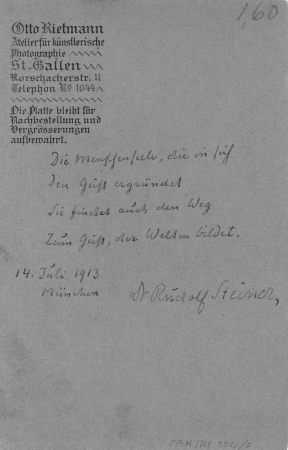 1,60
Otto Rietmann
Atelier für künstlerische
Photographie
St. Gallen
Rorschacherstr. 11
Telephon No 1044
Die Platte bleibt für
Nachbestellung und
Vergrösserungen
aufbewahrt.
Die Menschenseele, die in sich
Den Geist ergründet
Sie findet auch den Weg
Zum Geist, der Welten bildet.
14. Juli 1913
München
Dr Rudolf Steiner,